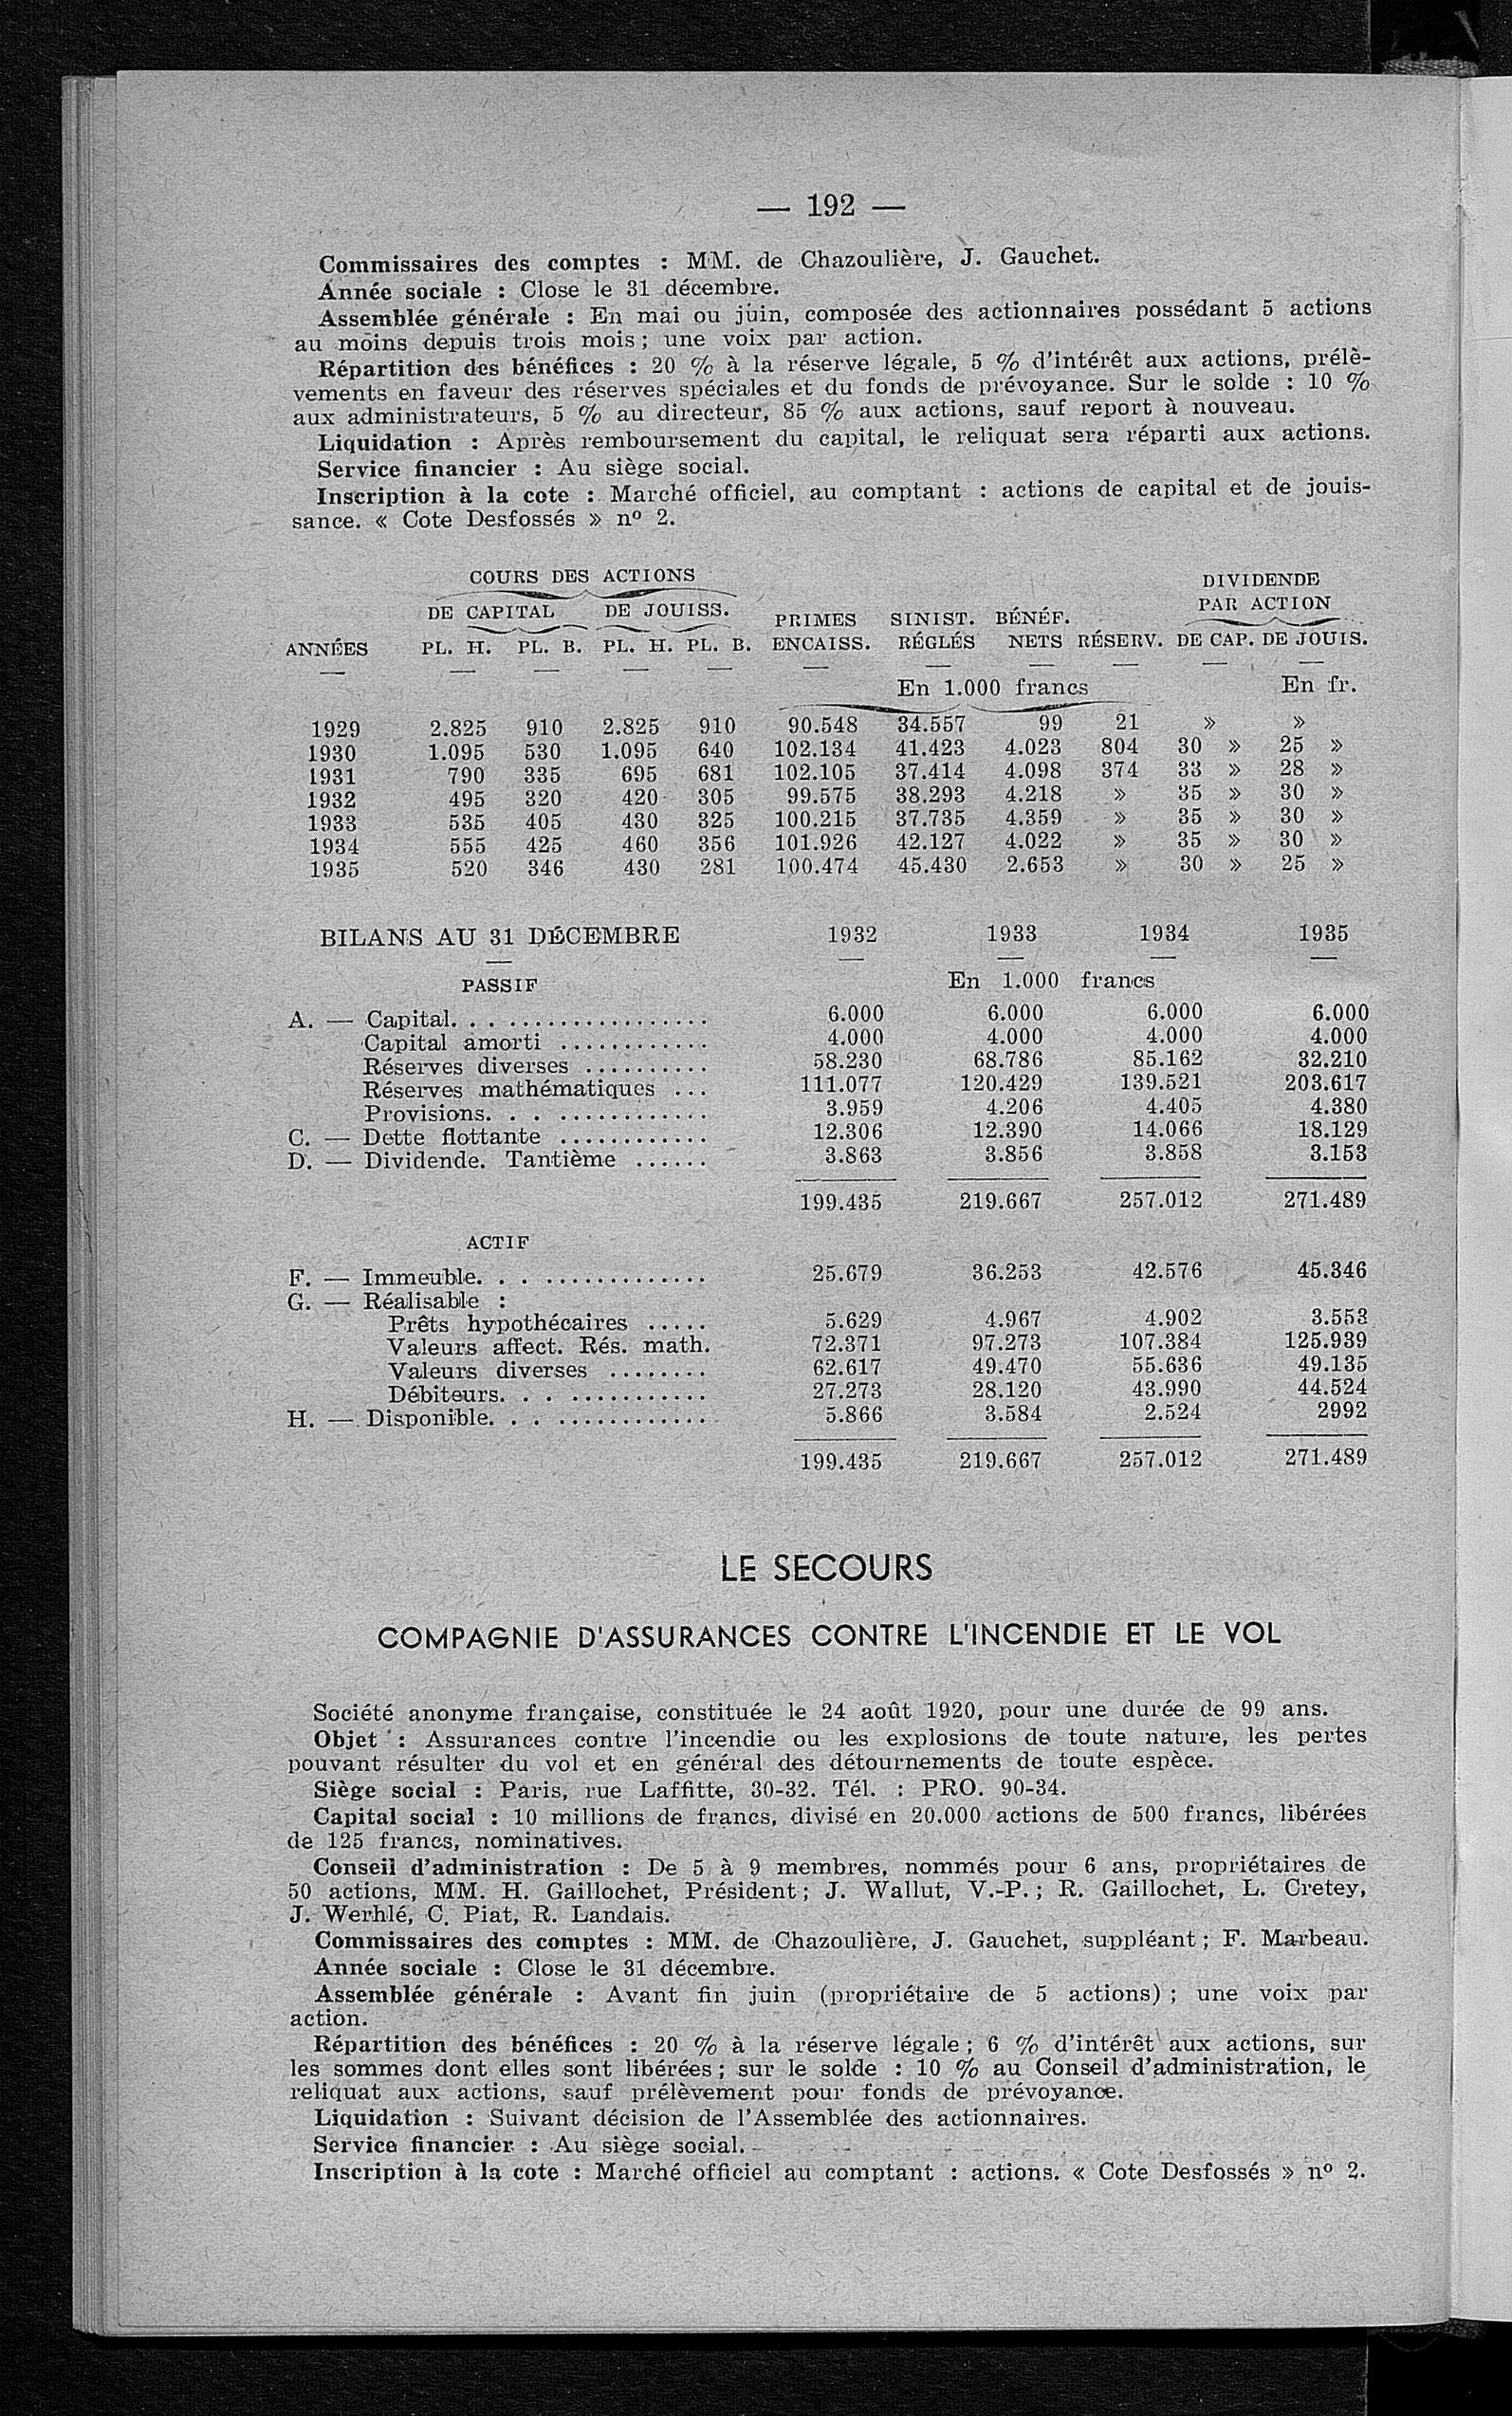 — 192 —
Commissaires des comptes : MM. de Chazoulière, J. Gauchet.
Année sociale : Close le 31 décembre.
Assemblée générale : En mai ou juin, composée des actionnaires possédant 5 actions
au moins depuis trois mois; une voix par action.
Répartition des bénéfices : 20 % à la réserve légale, 5 % d'intérêt aux actions, prélè-
vements en faveur des réserves spéciales et du fonds de prévoyance. Sur le solde : 10 %
aux administrateurs, 5 % au directeur, 85 % aux actions, sauf report à nouveau.
Liquidation : Après remboursement du capital, le reliquat sera réparti aux actions.
Service financier : Au siège social.
Inscription à la cote : Marché officiel, au comptant : actions de capital et de jouis-
sance. « Cote Desfossés » nº 2.
COURS DES ACTIONS DIVIDENDE
DE CAPITAL DE JOUISS. PRIMES SINIST. BÉNÉF. PAR ACTION
ANNÉES PL. H. PL. B. PL. H. PL. B. ENCAISS. RÉGLÉS NETS RÉSERV. DE CAP. DE JOUIS.
En 1.000 francs En fr.
1929 2.825 910 2.825 910 90.548 34.557 99 21 » »
1930 1.095 530 1.095 640 102.134 41.423 4.023 804 30 » 25 »
1931 790 335 695 681 102.105 37.414 4.098 374 33 » 28 »
1932 495 320 420 305 99.575 38.293 4.218 » 35 » 30 »
1933 535 405 430 325 100.215 37.735 4.359 » 35 » 30 »
1934 555 425 460 356 101.926 42.127 4.022 » 35 » 30 »
1935 520 346 430 281 100.474 45.430 2.653 » 30 » 25 »
BILANS AU 31 DÉCEMBRE 1932 1933 1934 1935
PASSIF En 1.000 francs
A. — Capital. . . . . . . . . . . . . . . . . . . 6.000 6.000 6.000 6.000
Capital amorti . . . . . . . . . . . . 4.000 4.000 4.000 4.000
Réserves diverses . . . . . . . . . . 58.230 68.786 85.162 32.210
Réserves mathématiques . . . 111.077 120.429 139.521 203.617
Provisions. . . . . . . . . . . . . . . 3.959 4.206 4.405 4.380
C. — Dette flottante . . . . . . . . . . . . 12.306 12.390 14.066 18.129
D. — Dividende. Tantième . . . . . . 3.863 3.856 3.858 3.153
199.435 219.667 257.012 271.489
ACTIF
F. — Immeuble. . . . . . . . . . . . . . . . 25.679 36.253 42.576 45.346
G. — Réalisable :
Prêts hypothécaires . . . . . 5.629 4.967 4.902 3.553
Valeurs affect. Rés. math. 72.371 97.273 107.384 125.939
Valeurs diverses . . . . . . . . 62.617 49.470 55.636 49.135
Débiteurs. . . . . . . . . . . . . . 27.273 28.120 43.990 44.524
H. — Disponible. . . . . . . . . . . . . . . 5.866 3.584 2.524 2992
199.435 219.667 257.012 271.489
LE SECOURS
COMPAGNIE D'ASSURANCES CONTRE L'INCENDIE ET LE VOL
Société anonyme française, constituée le 24 août 1920, pour une durée de 99 ans.
Objet : Assurances contre l'incendie ou les explosions de toute nature, les pertes
pouvant résulter du vol et en général des détournements de toute espèce.
Siège social : Paris, rue Laffitte, 30-32. Tél. : PRO. 90-34.
Capital social : 10 millions de francs, divisé en 20.000 actions de 500 francs, libérées
de 125 francs, nominatives.
Conseil d'administration : De 5 à 9 membres, nommés pour 6 ans, propriétaires de
50 actions, MM. H. Gaillochet, Président; J. Wallut, V.-P.; R. Gaillochet, L. Cretey,
J. Werhlé, C. Piat, R. Landais.
Commissaires des comptes : MM. de Chazoulière, J. Gauchet, suppléant; F. Marbeau.
Année sociale : Close le 31 décembre.
Assemblée générale : Avant fin juin (propriétaire de 5 actions); une voix par
action.
Répartition des bénéfices : 20 % à la réserve légale; 6 % d'intérêt aux actions, sur
les sommes dont elles sont libérées; sur le solde : 10 % au Conseil d'administration, le
reliquat aux actions, sauf prélèvement pour fonds de prévoyance.
Liquidation : Suivant décision de l'Assemblée des actionnaires.
Service financier : Au siège social.
Inscription à la cote : Marché officiel au comptant : actions. « Cote Desfossés » nº 2.